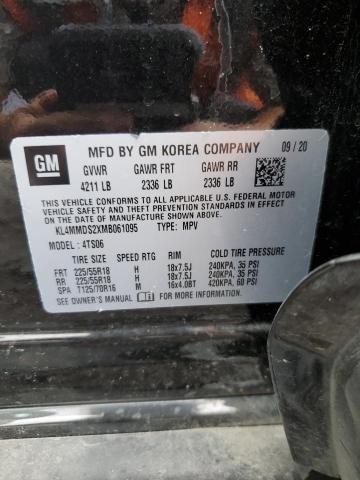 GM
MFD BY GM KOREA COMPANY 09/20
GVWR GAWR FRT GAWR RR
4211 LB 2336 LB 2336 LB
THIS VEHICLE CONFORMS TO ALL APPLICABLE U.S. FEDERAL MOTOR
VEHICLE SAFETY AND THEFT PREVENTION STANDARDS IN EFFECT ON
THE DATE OF MANUFACTURE SHOWN ABOVE.
KL4MMDS2XMB061095 TYPE: MPV
MODEL: 4TS06
TIRE SIZE SPEED RTG RIM COLD TIRE PRESSURE
FRT 225/55R18 H 18x7.5J 240KPA, 35 PSI
RR 225/55R18 H 18x7.5J 240KPA, 35 PSI
SPA T125/70R16 M 16x4.0BT 420KPA, 60 PSI
SEE OWNER'S MANUAL FOR ADDITIONAL INFORMATION.